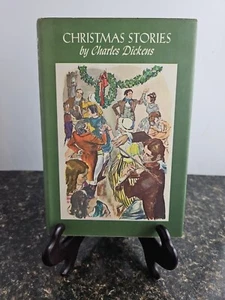 CHRISTMAS STORIES
by Charles Dickens